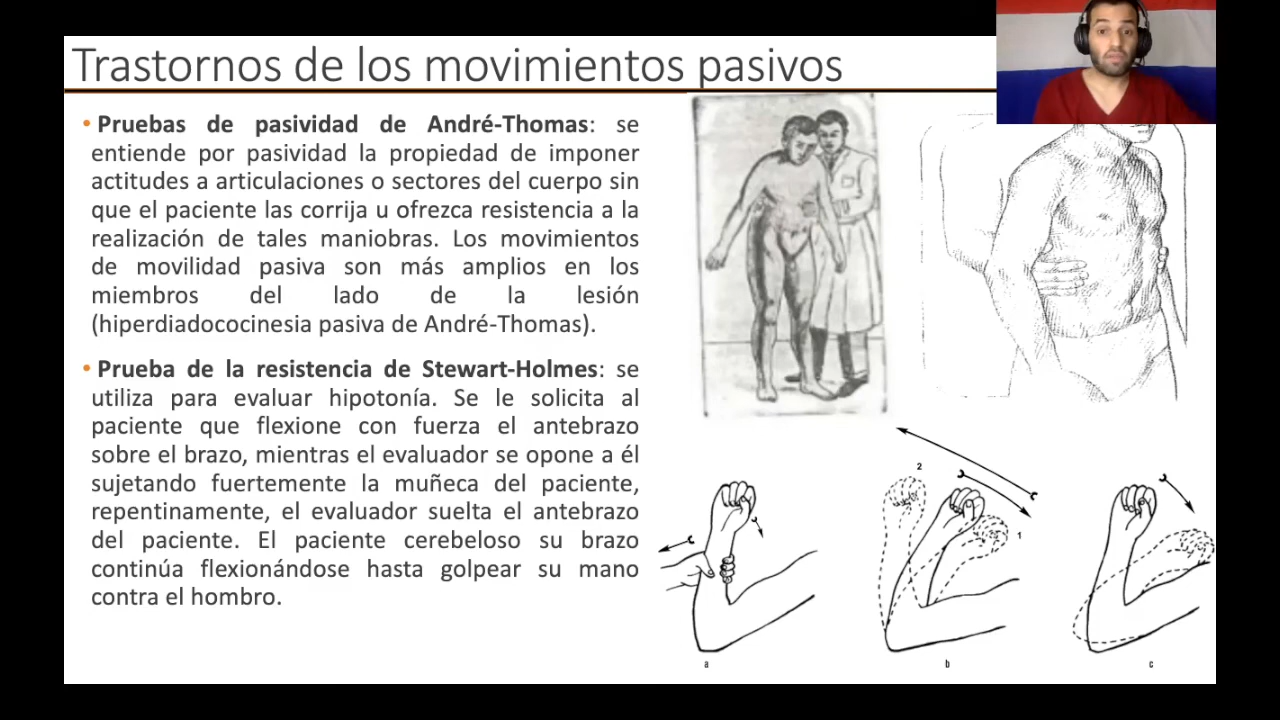 Trastornos de los movimientos pasivos
• Pruebas de pasividad de André-Thomas: se
entiende por pasividad la propiedad de imponer
actitudes a articulaciones o sectores del cuerpo sin
que el paciente las corrija u ofrezca resistencia a la
realización de tales maniobras. Los movimientos
de movilidad pasiva son más amplios en los
miembros del lado de la lesión
(hiperdiadococinesia pasiva de André-Thomas).
• Prueba de la resistencia de Stewart-Holmes: se
utiliza para evaluar hipotonía. Se le solicita al
paciente que flexione con fuerza el antebrazo
sobre el brazo, mientras el evaluador se opone a él
sujetando fuertemente la muñeca del paciente,
repentinamente, el evaluador suelta el antebrazo
del paciente. El paciente cerebeloso su brazo
continúa flexionándose hasta golpear su mano
contra el hombro.
2
1
a
b
c